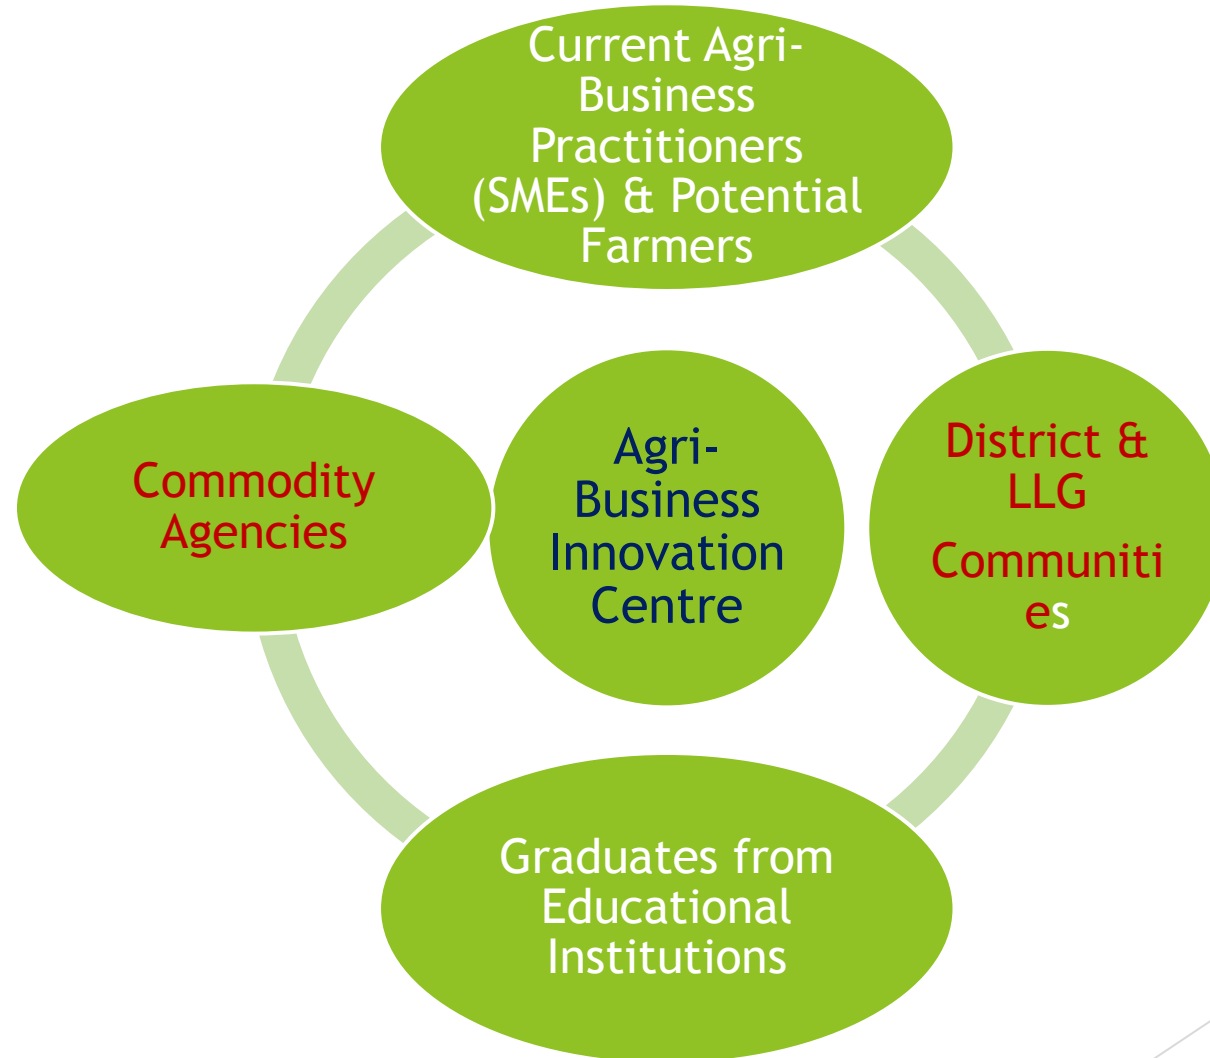 Current Agri-
Business
Practitioners
(SMEs) & Potential
Farmers
Commodity
Agencies
Agri-
Business
Innovation
Centre
District &
LLG
Communiti
es
Graduates from
Educational
Institutions